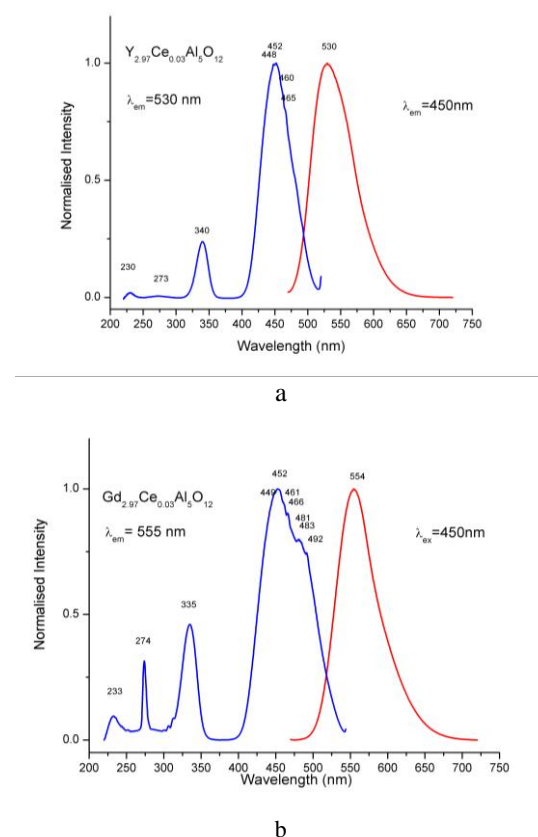 452
448
530
Y2.97Ce0.03Al5O12
460
465
λem=530 nm
λem=450nm
340
230
273
1.0
0.5
0.0
Normalised Intensity
200 250 300 350 400 450 500 550 600 650 700 750
Wavelength (nm)
a
452
554
449
461
Gd2.97Ce0.03Al5O12
466
481
483
λem= 555 nm
492
λex=450nm
335
274
233
1.0
0.5
0.0
Normalised Intensity
200 250 300 350 400 450 500 550 600 650 700 750
Wavelength (nm)
b